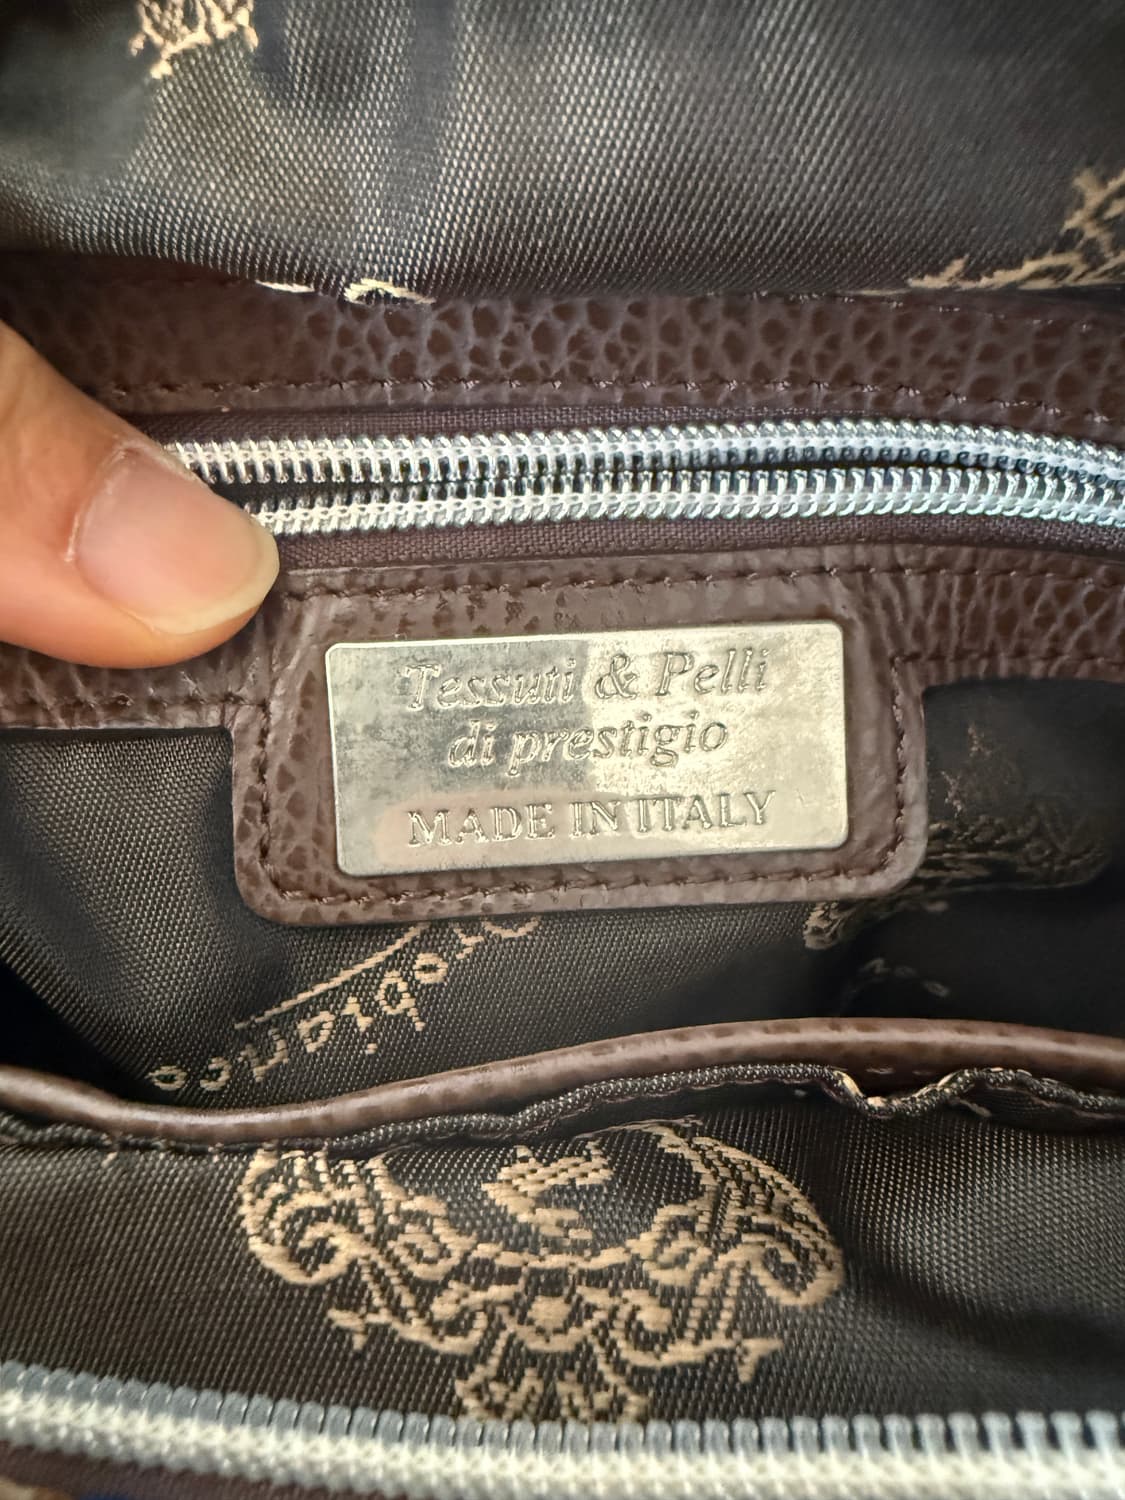 Tessuti & Pelli
di prestigio
MADE IN ITALY